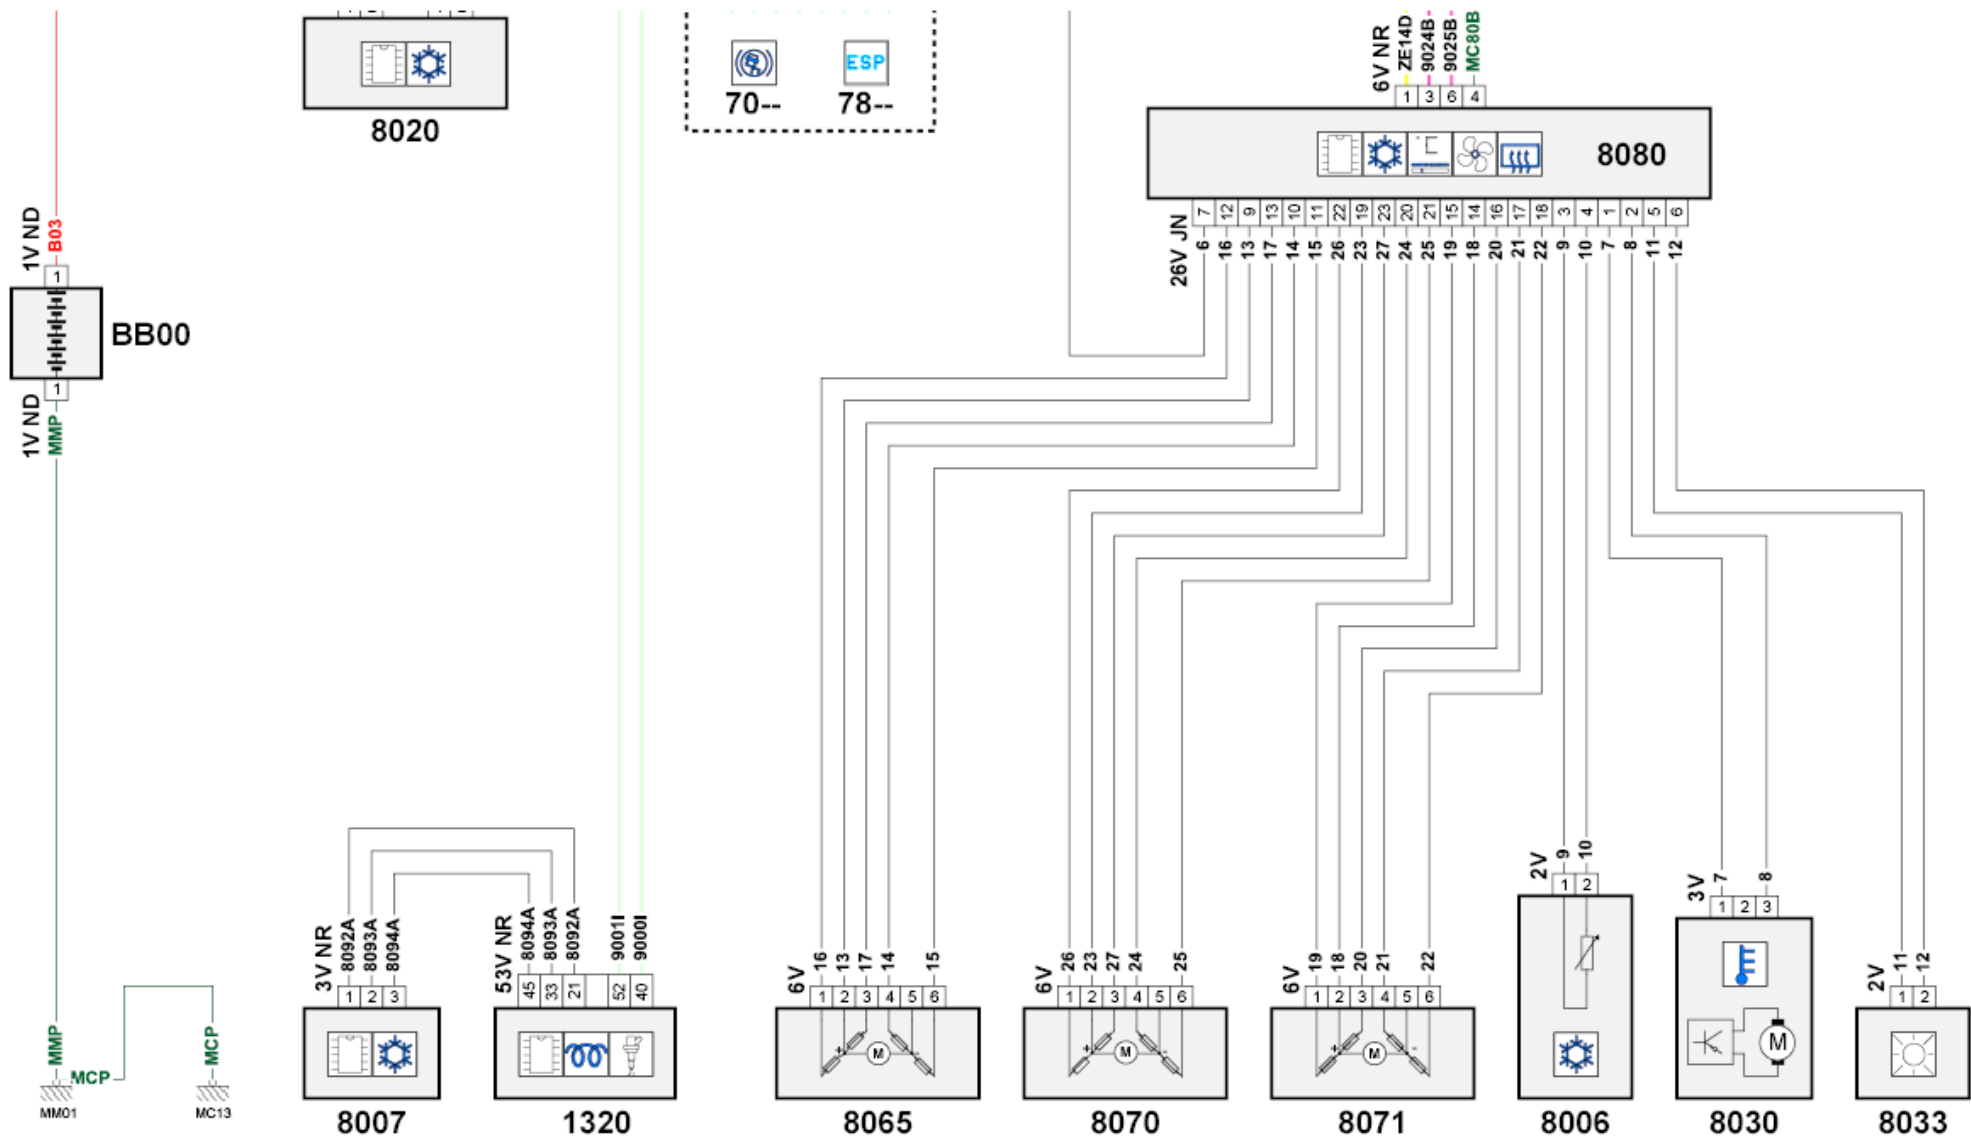 6V NR
ZE14D
9024B
9025B
MC80B
1 3 6 4
ESP
70--
78--
8020
8080
7 12 9 13 10 11 22 19 23 20 21 15 14 16 17 18 3 4 1 2 5 6
26V JN
6 16 13 17 14 15 26 23 27 24 25 19 18 20 21 22 9 10 7 8 11 12
1V ND
B03
1
BB00
1
1V ND
MMP
3V NR
8092A
8093A
8094A
1 2 3
53V NR
8094A
8093A
8092A
9001I
9000I
45 33 21 52 40
6V
16 13 17 14 15
1 2 3 4 5 6
+ M -
6V
26 23 27 24 25
1 2 3 4 5 6
+ M -
6V
19 18 20 21 22
1 2 3 4 5 6
+ M -
2V
9 10
1 2
3V
7 8
1 2 3
M
2V
11 12
1 2
MMP
MCP
MCP
MM01
MC13
8007
1320
8065
8070
8071
8006
8030
8033